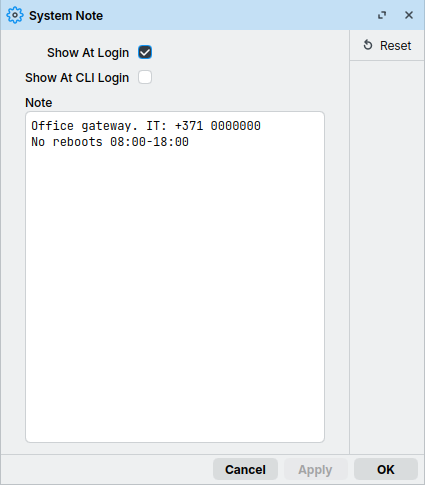 System Note
Show At Login
Reset
Show At CLI Login
Note
Office gateway. IT: +371 0000000
No reboots 08:00-18:00
Cancel
Apply
OK